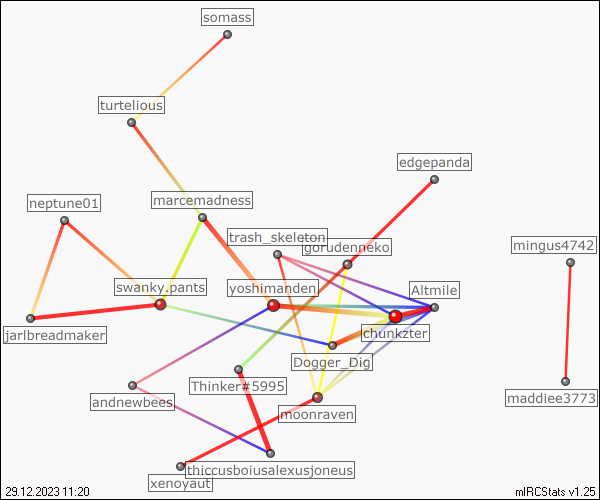 somass
turtelious
edgepanda
neptune01
marcemadness
trash_skeleton
gorudenneko
mingus4742
swanky.pants
yoshimanden
Altmile
jarlbreadmaker
chunkzter
Dogger_Dig
Thinker#5995
andnewbees
moonraven
maddiee3773
thiccusboiusalexusjoneus
xenoyaut
29.12.2023 11:20
mIRCStats v1.25